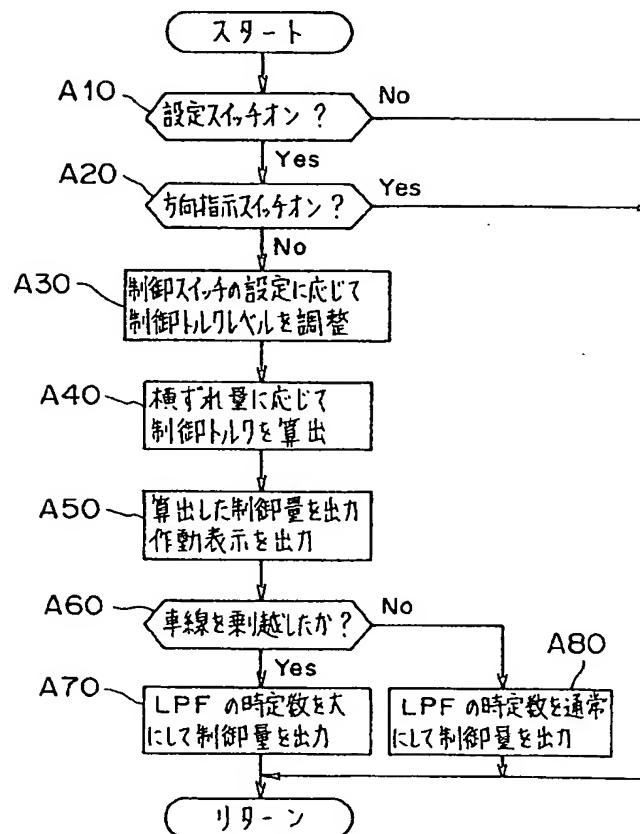 スタート
A10
設定スイッチオン？
No
Yes
A20
方向指示スイッチオン？
Yes
No
A30
制御スイッチの設定に応じて
制御トルクレベルを調整
A40
横ずれ量に応じて
制御トルクを算出
A50
算出した制御量を出力
作動表示を出力
A60
車線を乗越したか？
No
Yes
A70
LPFの時定数を大
にして制御量を出力
A80
LPFの時定数を通常
にして制御量を出力
リターン